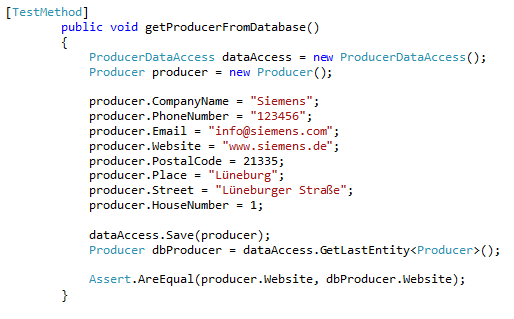 [TestMethod]
public void getProducerFromDatabase()
{
ProducerDataAccess dataAccess = new ProducerDataAccess();
Producer producer = new Producer();
producer.CompanyName = "Siemens";
producer.PhoneNumber = "123456";
producer.Email = "info@siemens.com";
producer.Website = "www.siemens.de";
producer.PostalCode = 21335;
producer.Place = "Lüneburg";
producer.Street = "Lüneburger Straße";
producer.HouseNumber = 1;
dataAccess.Save(producer);
Producer dbProducer = dataAccess.GetLastEntity<Producer>();
Assert.AreEqual(producer.Website, dbProducer.Website);
}